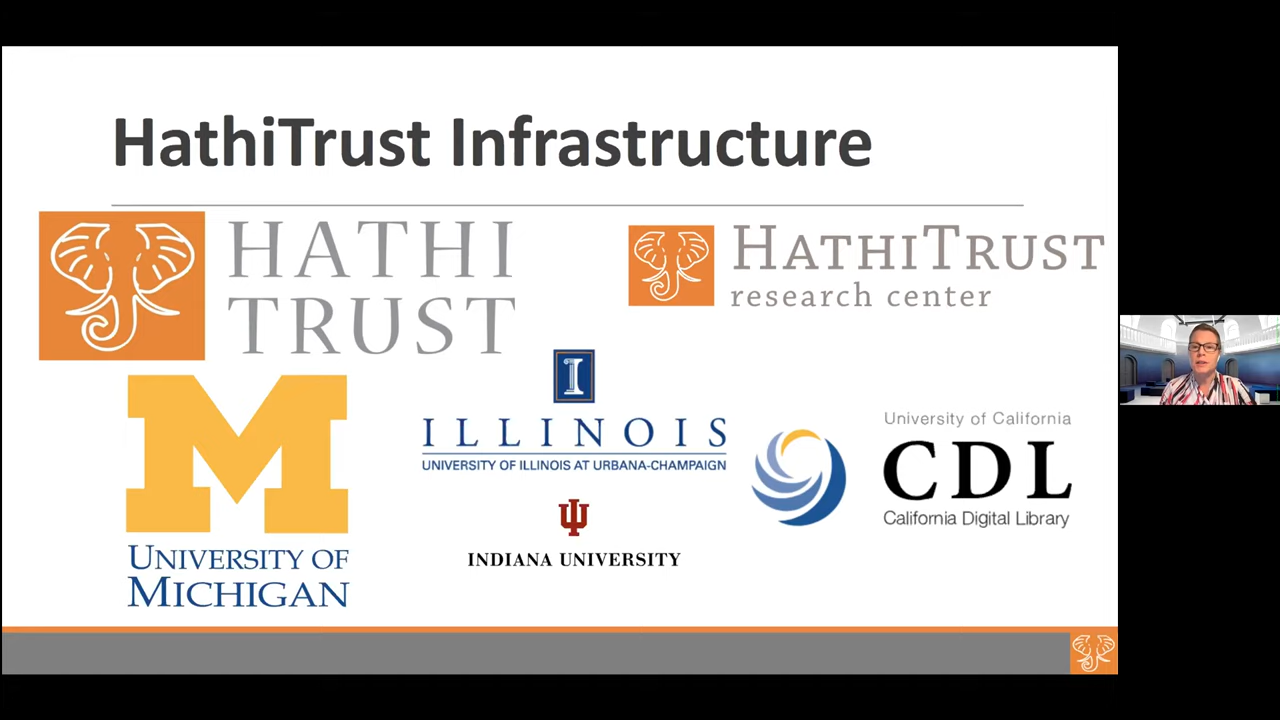 HathiTrust Infrastructure
HATHI
TRUST
HATHITRUST
research center
M
UNIVERSITY OF
MICHIGAN
I
ILLINOIS
UNIVERSITY OF ILLINOIS AT URBANA-CHAMPAIGN
INDIANA UNIVERSITY
University of California
CDL
California Digital Library